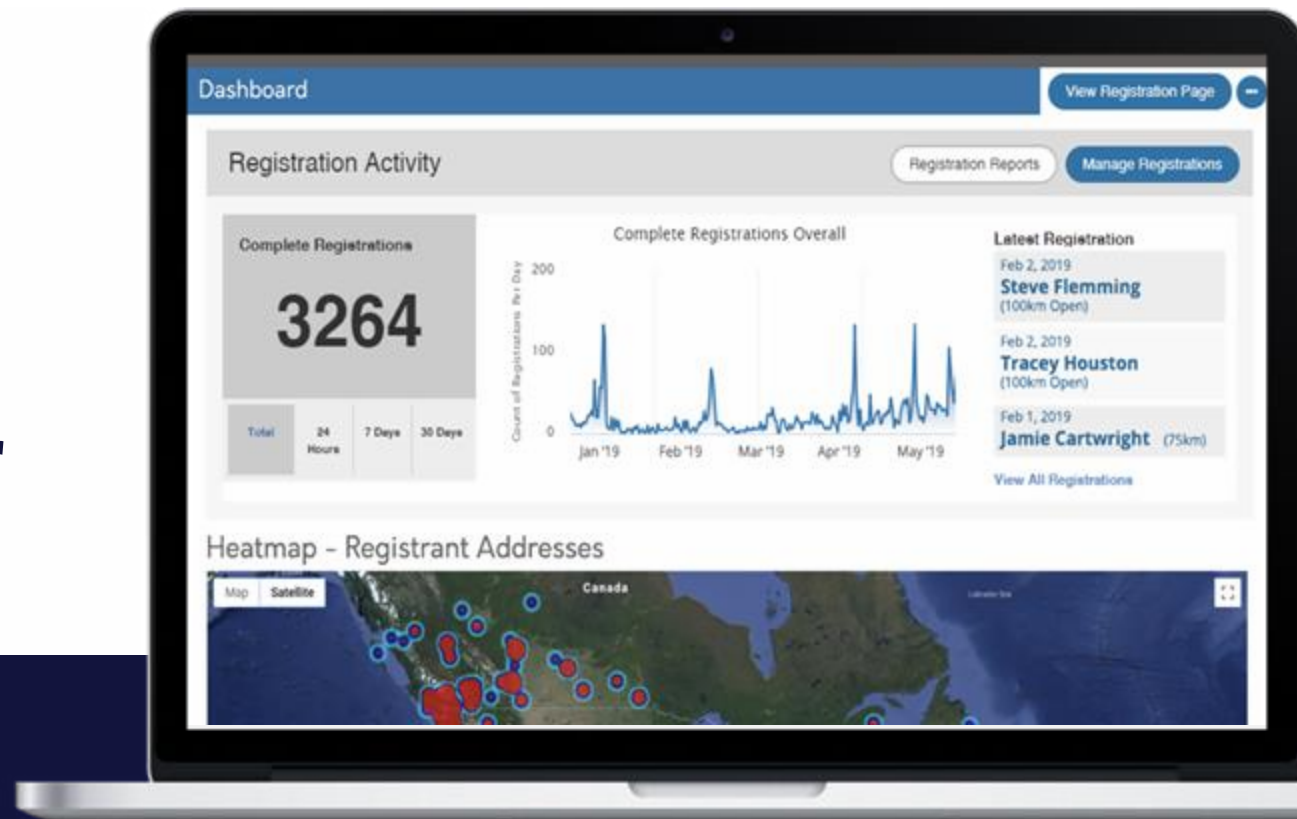 Dashboard
View Registration Page
Registration Activity
Registration Reports
Manage Registrations
Complete Registrations
3264
Total
24
Hours
7 Days
30 Days
Complete Registrations Overall
Count of Registrations Per Day
200
100
0
Jan '19
Feb '19
Mar '19
Apr '19
May '19
Latest Registration
Feb 2, 2019
Steve Flemming
(100km Open)
Feb 2, 2019
Tracey Houston
(100km Open)
Feb 1, 2019
Jamie Cartwright (75km)
View All Registrations
Heatmap - Registrant Addresses
Map
Satellite
Canada
Labrador Sea